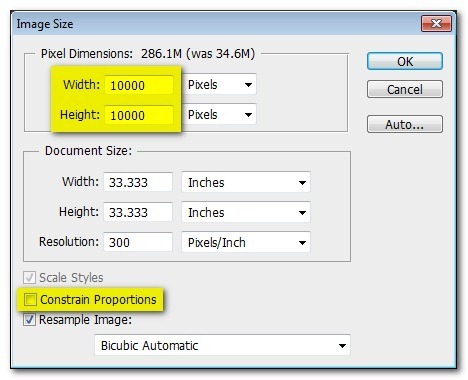 Image Size
Pixel Dimensions: 286.1M (was 34.6M)
Width: 10000 Pixels
Height: 10000 Pixels
OK
Cancel
Auto...
Document Size:
Width: 33.333 Inches
Height: 33.333 Inches
Resolution: 300 Pixels/Inch
Scale Styles
Constrain Proportions
Resample Image:
Bicubic Automatic